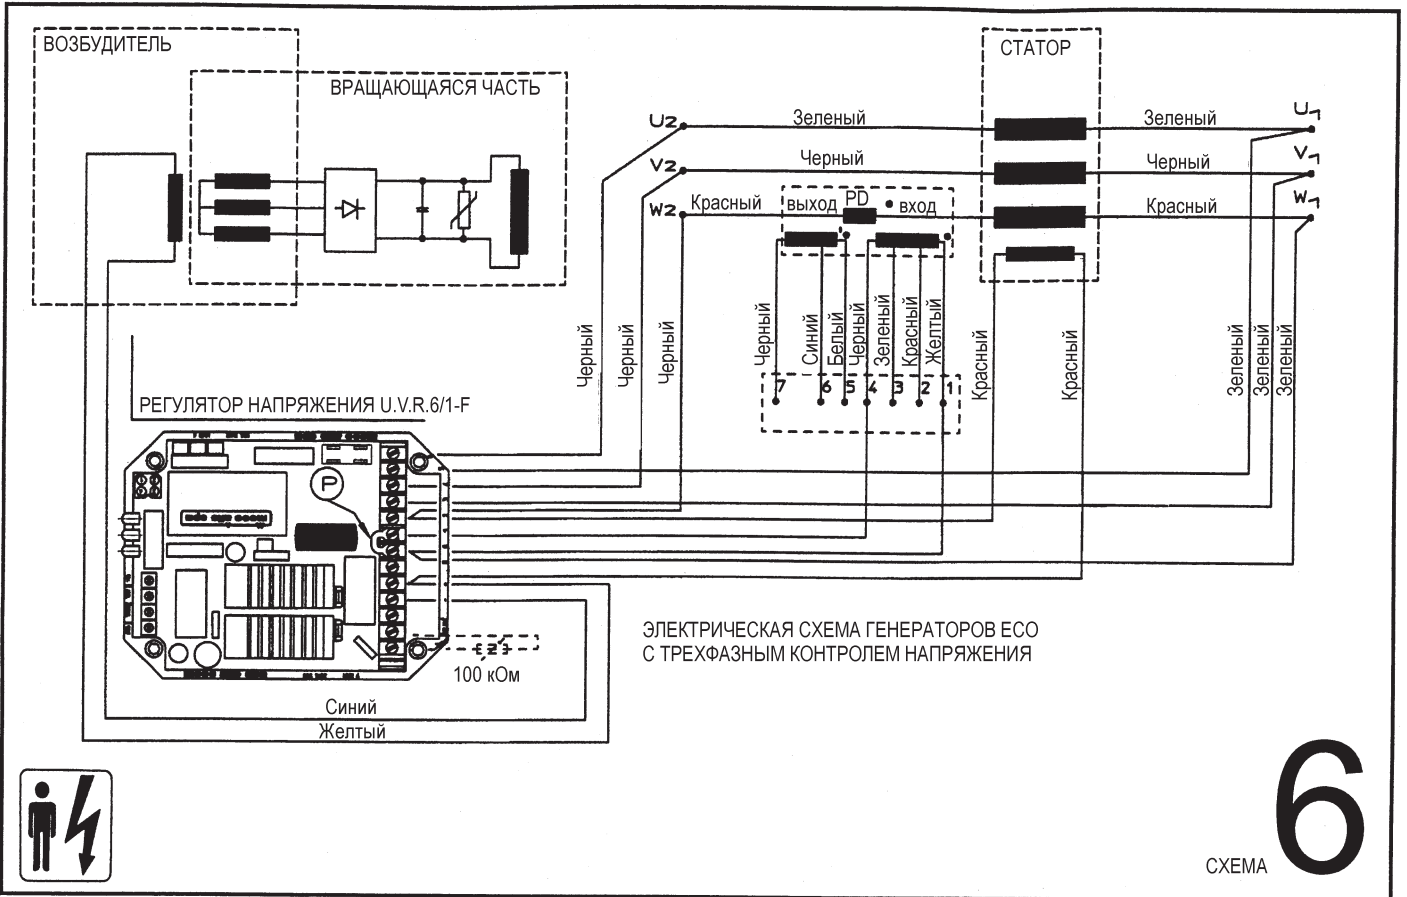 ВОЗБУДИТЕЛЬ
ВРАЩАЮЩАЯСЯ ЧАСТЬ
СТАТОР
U2 Зеленый Зеленый U1
V2 Черный Черный V1
W2 Красный выход PD вход Красный W1
Черный
Черный
Черный
Черный
Синий
Белый
Черный
Зеленый
Красный
Желтый
Красный
Красный
Зеленый
Зеленый
Зеленый
7 6 5 4 3 2 1
РЕГУЛЯТОР НАПРЯЖЕНИЯ U.V.R.6/1-F
P
100 кОм
Синий
Желтый
ЭЛЕКТРИЧЕСКАЯ СХЕМА ГЕНЕРАТОРОВ ECO
С ТРЕХФАЗНЫМ КОНТРОЛЕМ НАПРЯЖЕНИЯ
СХЕМА 6